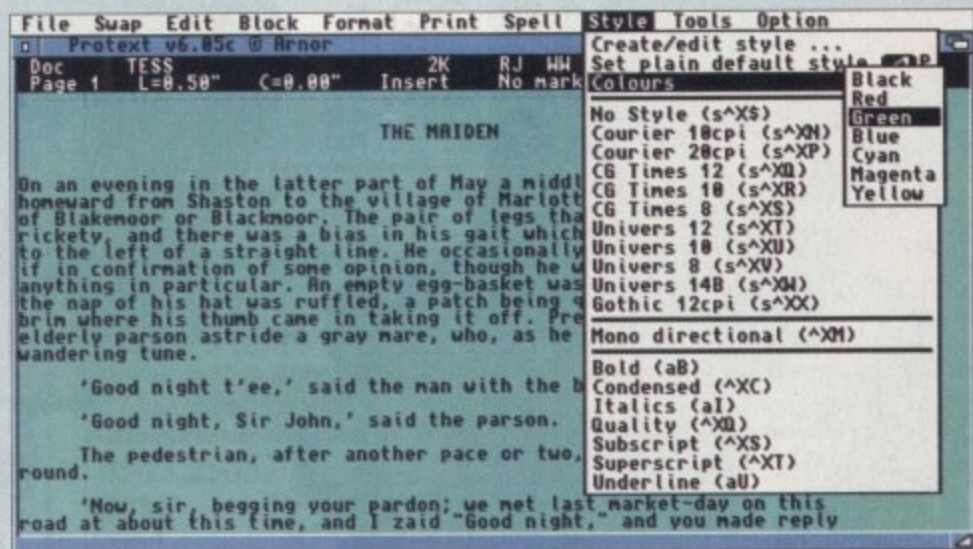 File Swap Edit Block Format Print Spell Style Tools Option
Protext v6.05c © Arnor
Doc TESS 2K RJ WW
Page 1 L=0.50" C=0.00" Insert No mark
THE MAIDEN
On an evening in the latter part of May a middl
homeward from Shaston to the village of Marlott
of Blakemoor or Blackmoor. The pair of legs tha
rickety, and there was a bias in his gait which
to the left of a straight line. He occasionally
if in confirmation of some opinion, though he w
anything in particular. An empty egg-basket was
the nap of his hat was ruffled, a patch being q
brim where his thumb came in taking it off. Pre
elderly parson astride a gray mare, who, as he
wandering tune.
'Good night t'ee,' said the man with the b
'Good night, Sir John,' said the parson.
The pedestrian, after another pace or two,
round.
'Now, sir, begging your pardon; we met last market-day on this
road at about this time, and I zaid "Good night," and you made reply
Create/edit style ...
Set plain default style P
Colours
No Style (s^X$)
Courier 10cpi (s^XN)
Courier 20cpi (s^XP)
CG Times 12 (s^XQ)
CG Times 10 (s^XR)
CG Times 8 (s^XS)
Univers 12 (s^XT)
Univers 10 (s^XU)
Univers 8 (s^XV)
Univers 14B (s^XW)
Gothic 12cpi (s^XX)
Mono directional (^XM)
Bold (aB)
Condensed (^XC)
Italics (aI)
Quality (^XQ)
Subscript (^XS)
Superscript (^XT)
Underline (aU)
Black
Red
Green
Blue
Cyan
Magenta
Yellow